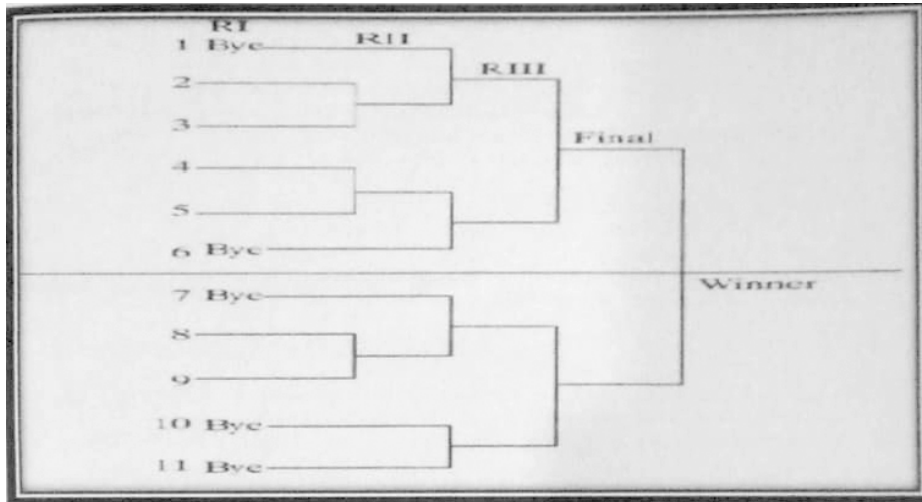 RI
1 Bye RII
2 RIII
3
Final
4
5
6 Bye
7 Bye Winner
8
9
10 Bye
11 Bye